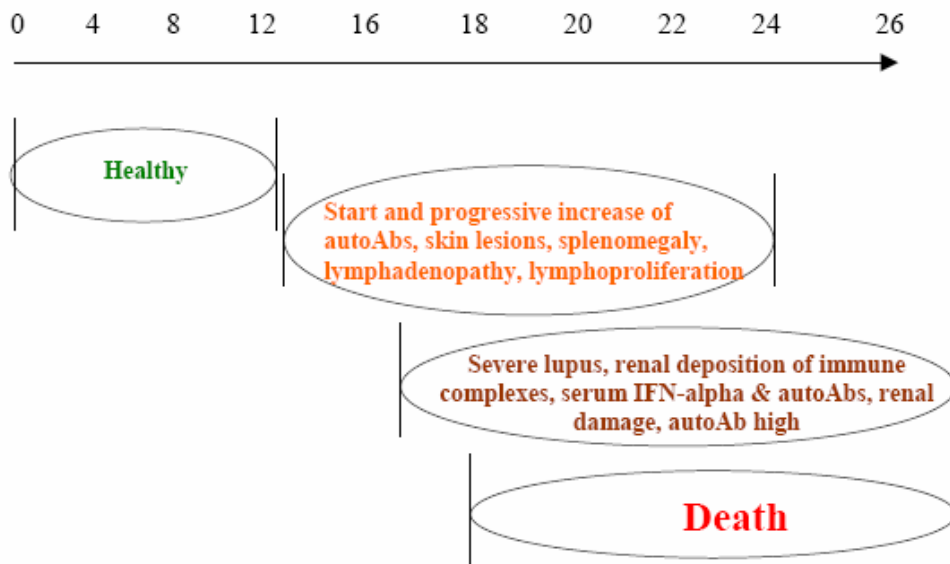 0 4 8 12 16 18 20 22 24 26
Healthy
Start and progressive increase of
autoAbs, skin lesions, splenomegaly,
lymphadenopathy, lymphoproliferation
Severe lupus, renal deposition of immune
complexes, serum IFN-alpha & autoAbs, renal
damage, autoAb high
Death